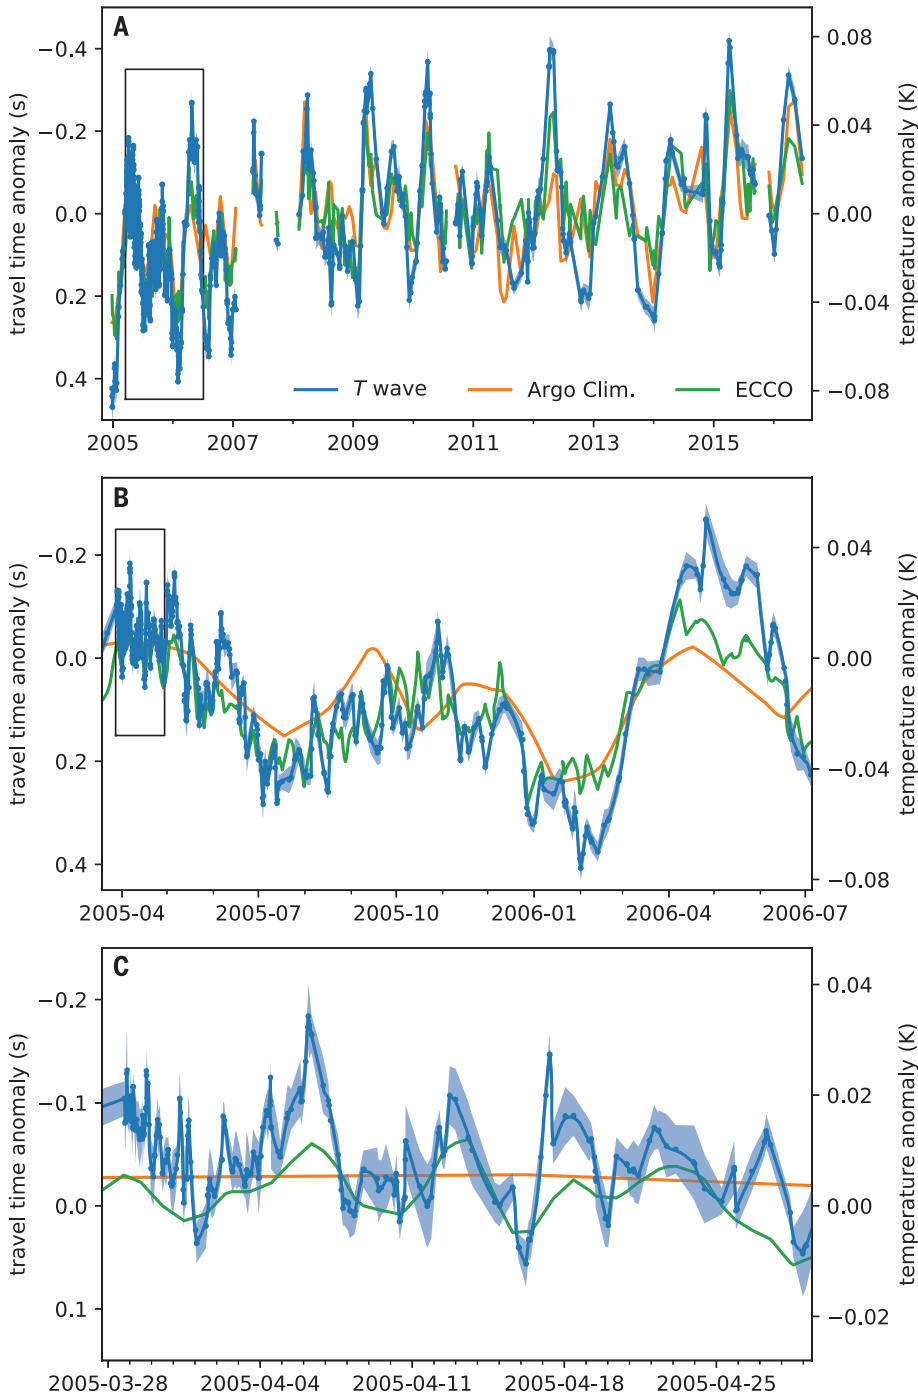 A
travel time anomaly (s)
−0.4
−0.2
0.0
0.2
0.4
temperature anomaly (K)
0.08
0.04
0.00
−0.04
−0.08
T wave Argo Clim. ECCO
2005 2007 2009 2011 2013 2015
B
travel time anomaly (s)
−0.2
0.0
0.2
0.4
temperature anomaly (K)
0.04
0.00
−0.04
−0.08
2005-04 2005-07 2005-10 2006-01 2006-04 2006-07
C
travel time anomaly (s)
−0.2
−0.1
0.0
0.1
temperature anomaly (K)
0.04
0.02
0.00
−0.02
2005-03-28 2005-04-04 2005-04-11 2005-04-18 2005-04-25